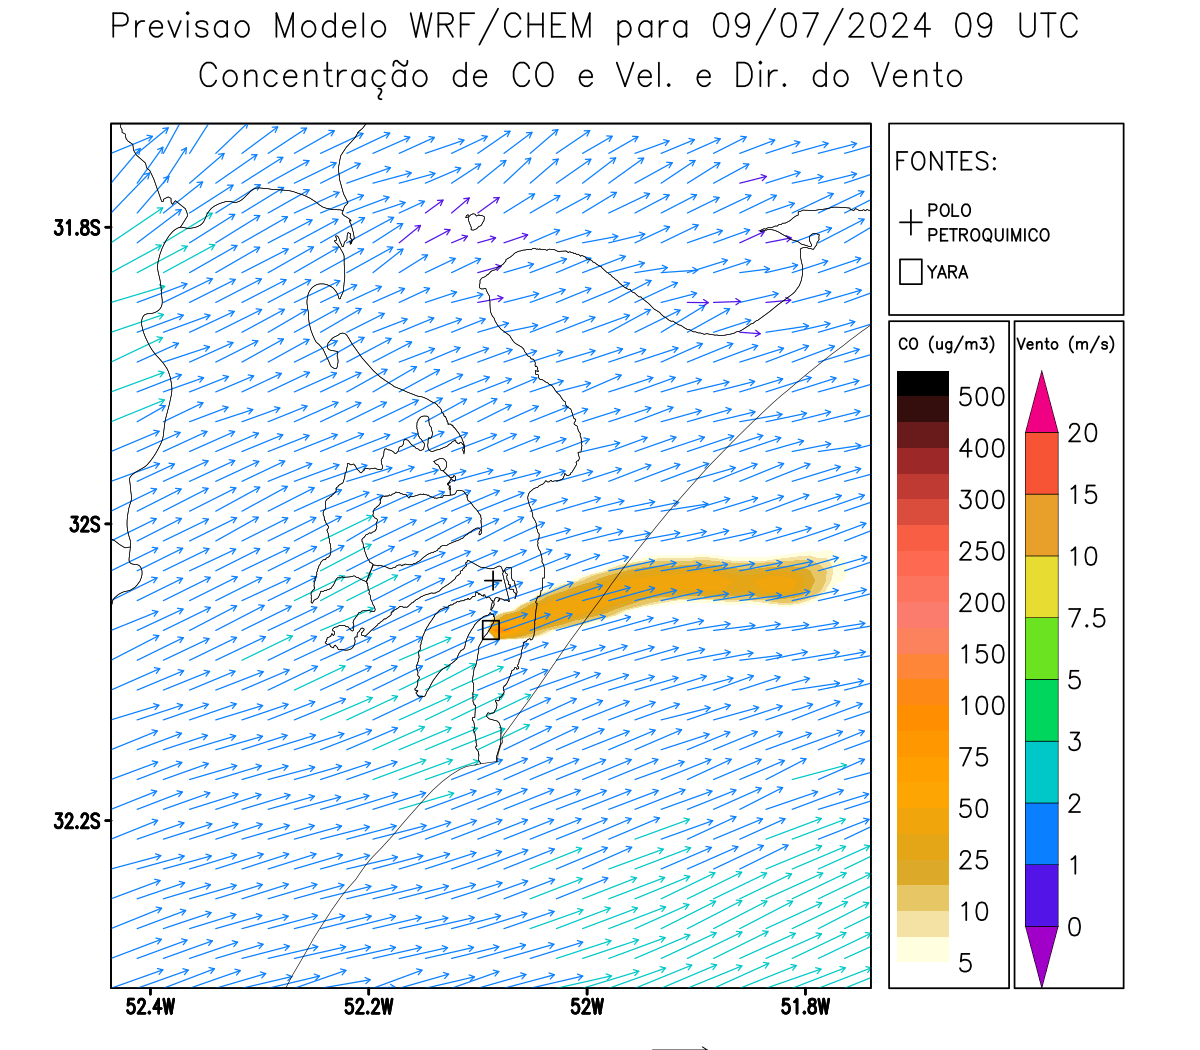 Previsao Modelo WRF/CHEM para 09/07/2024 09 UTC
Concentração de CO e Vel. e Dir. do Vento
FONTES:
POLO
PETROQUIMICO
YARA
CO (ug/m3)
500
400
300
250
200
150
100
75
50
25
10
5
Vento (m/s)
20
15
10
7.5
5
3
2
1
0
31.8S
32S
32.2S
52.4W
52.2W
52W
51.8W